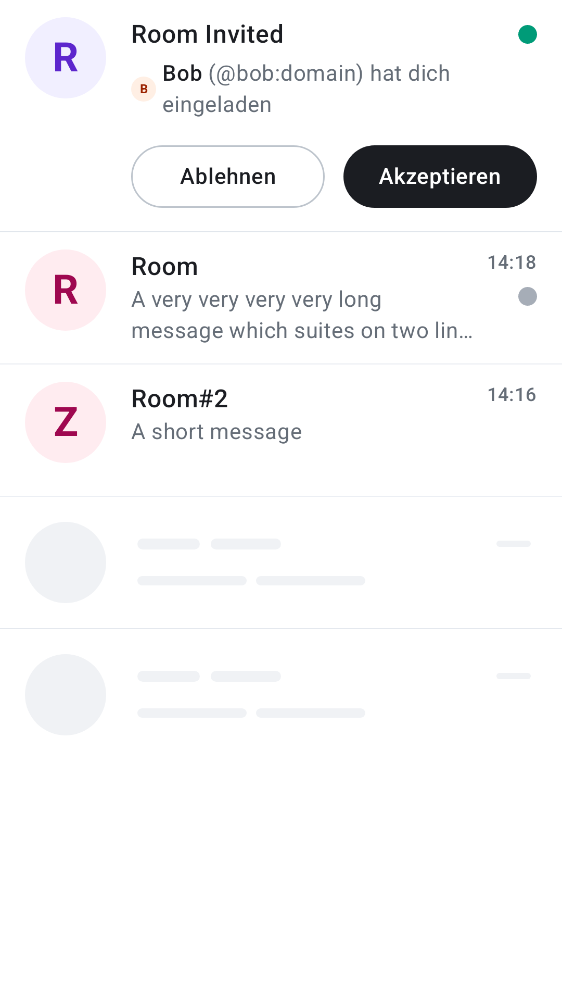 R
Room Invited
B
Bob (@bob:domain) hat dich
eingeladen
Ablehnen
Akzeptieren
R
Room
14:18
A very very very very long
message which suites on two lin…
Z
Room#2
14:16
A short message